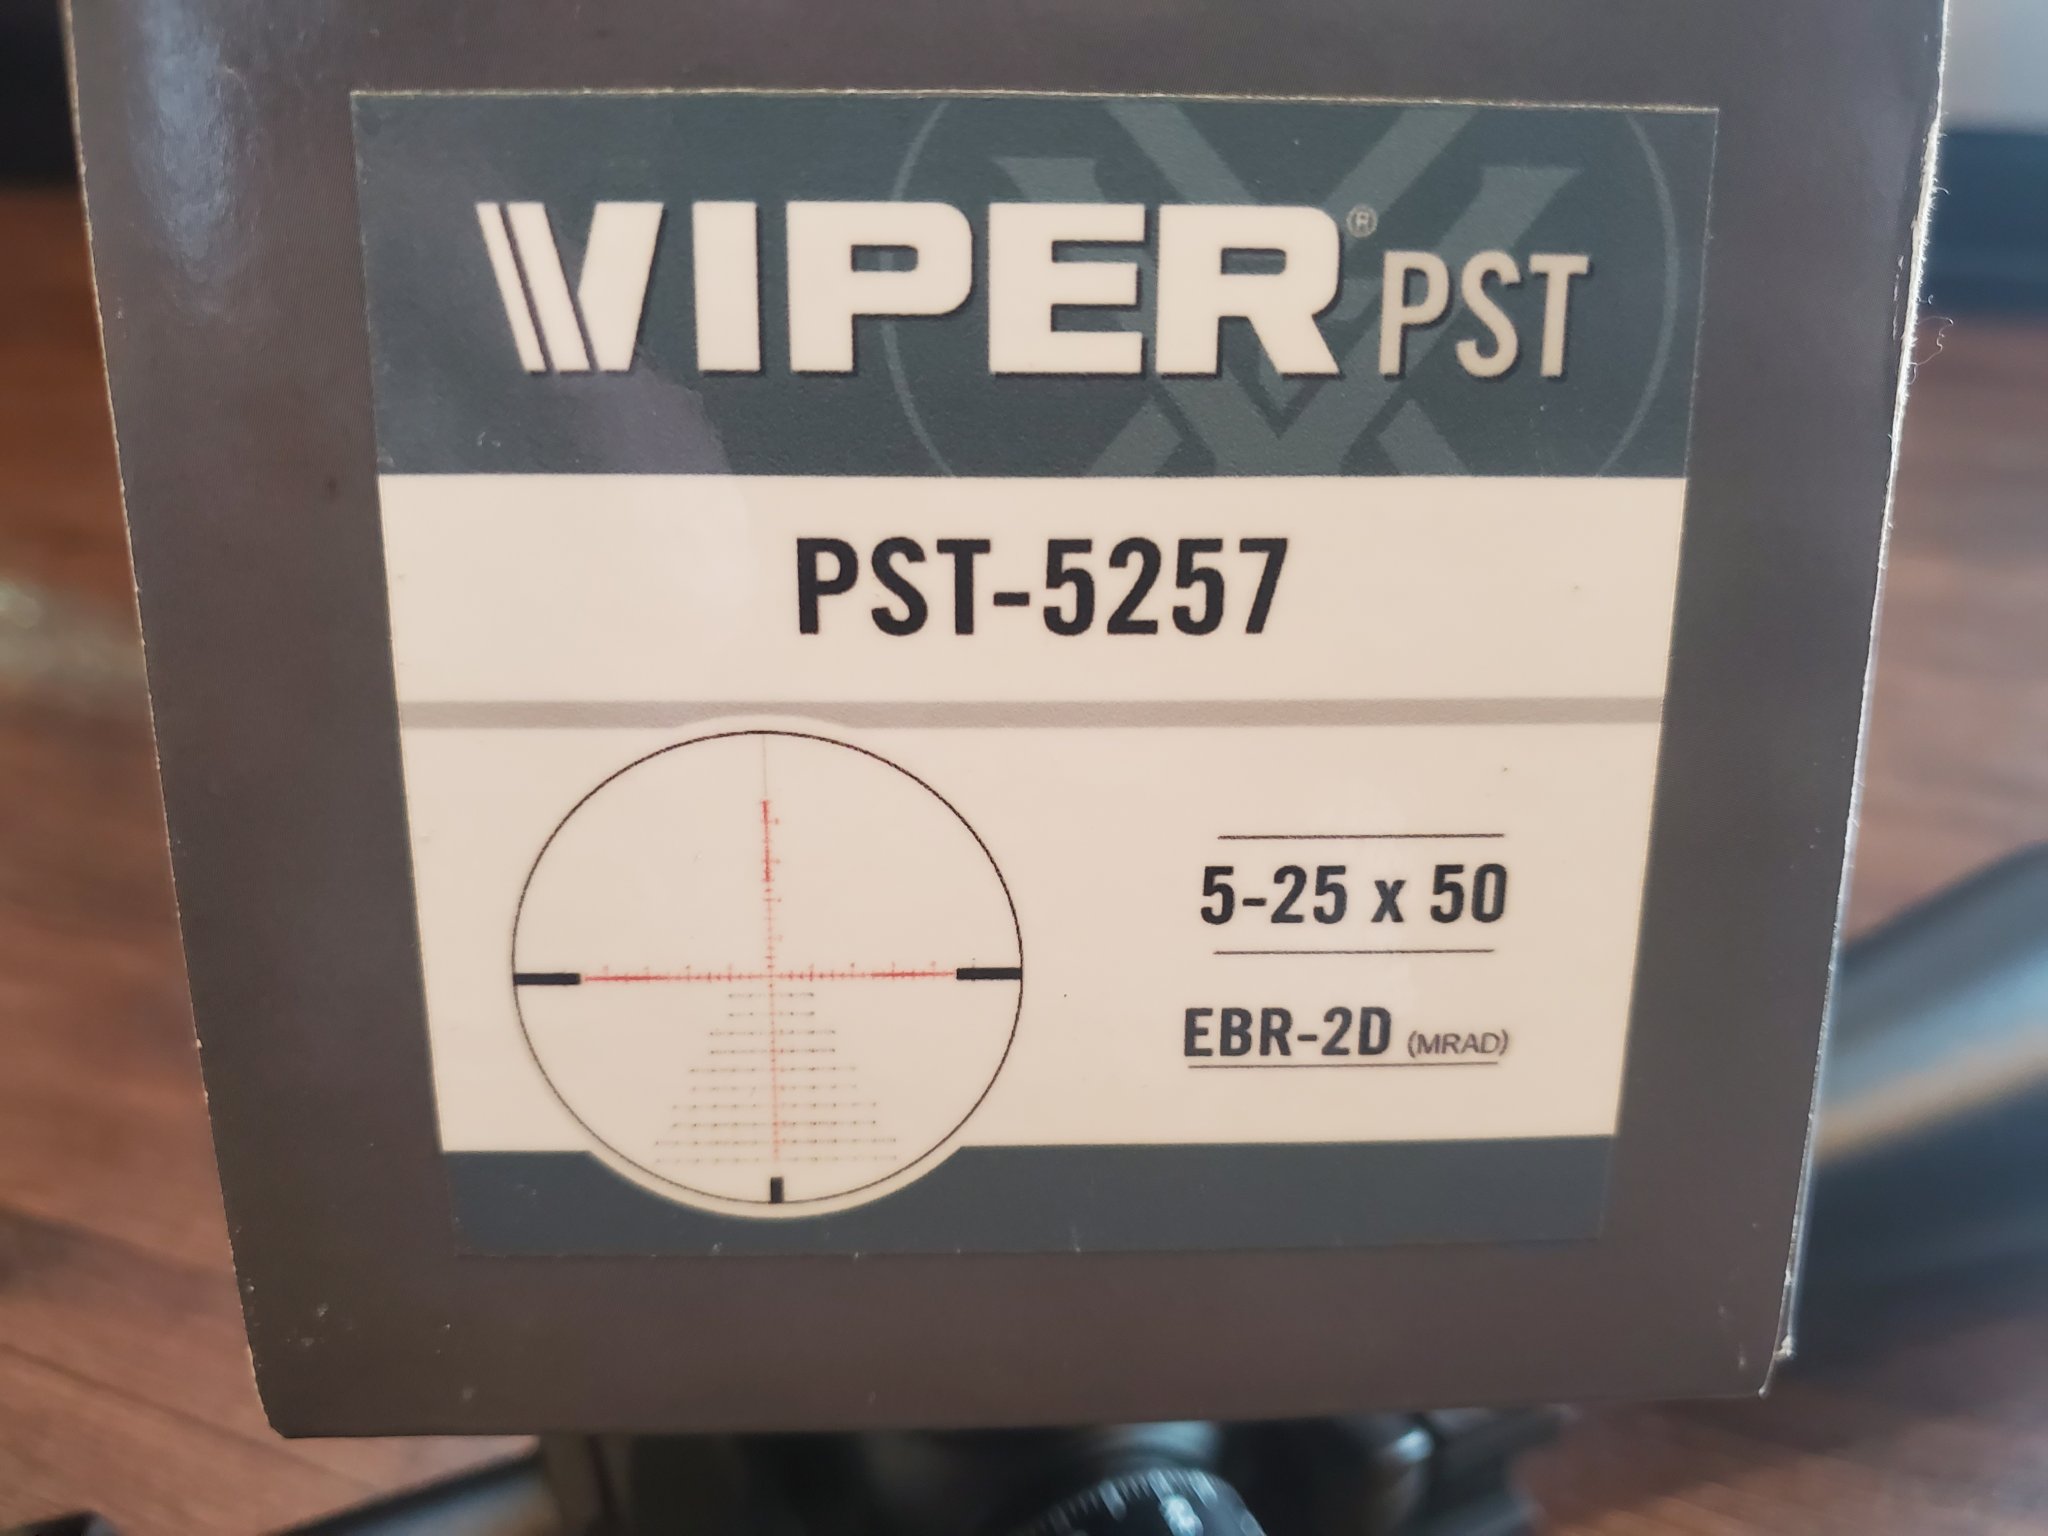 VIPER® PST
PST-5257
5-25 x 50
EBR-2D (MRAD)